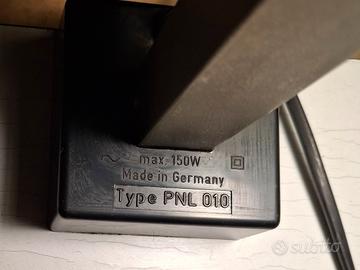 ~ max. 150W
Made in Germany
Type PNL 010
subito